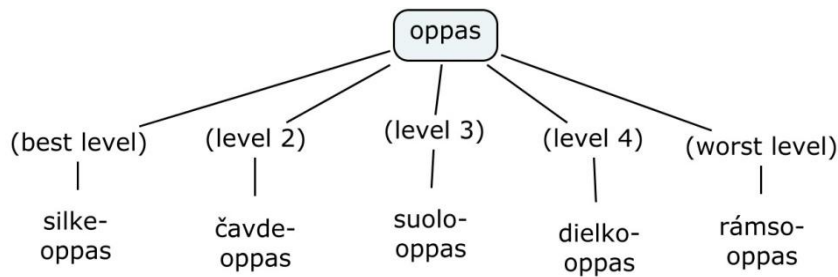 oppas
(best level)
(level 2)
(level 3)
(level 4)
(worst level)
silke-
oppas
čavde-
oppas
suolo-
oppas
dielko-
oppas
rámso-
oppas